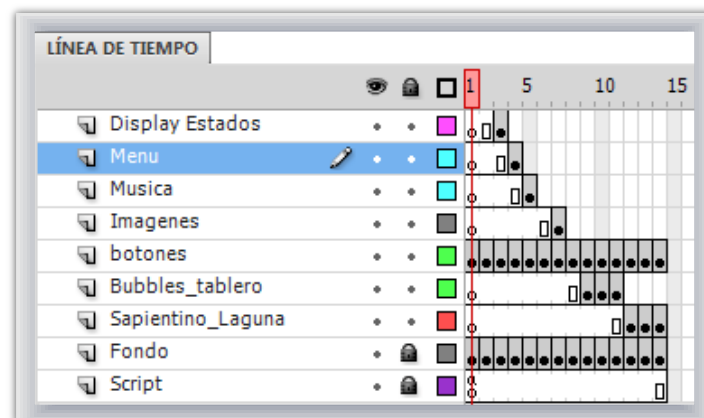 LÍNEA DE TIEMPO
1 5 10 15
Display Estados
Menu
Musica
Imagenes
botones
Bubbles_tablero
Sapientino_Laguna
Fondo
Script